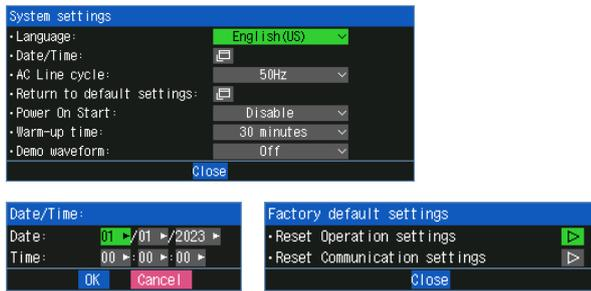 System settings
・Language: English(US)
・Date/Time:
・AC Line cycle: 50Hz
・Return to default settings:
・Power On Start: Disable
・Warm-up time: 30 minutes
・Demo waveform: Off
Close
Date/Time:
Date: 01 /01 /2023
Time: 00 :00 :00
OK Cancel
Factory default settings
・Reset Operation settings
・Reset Communication settings
Close